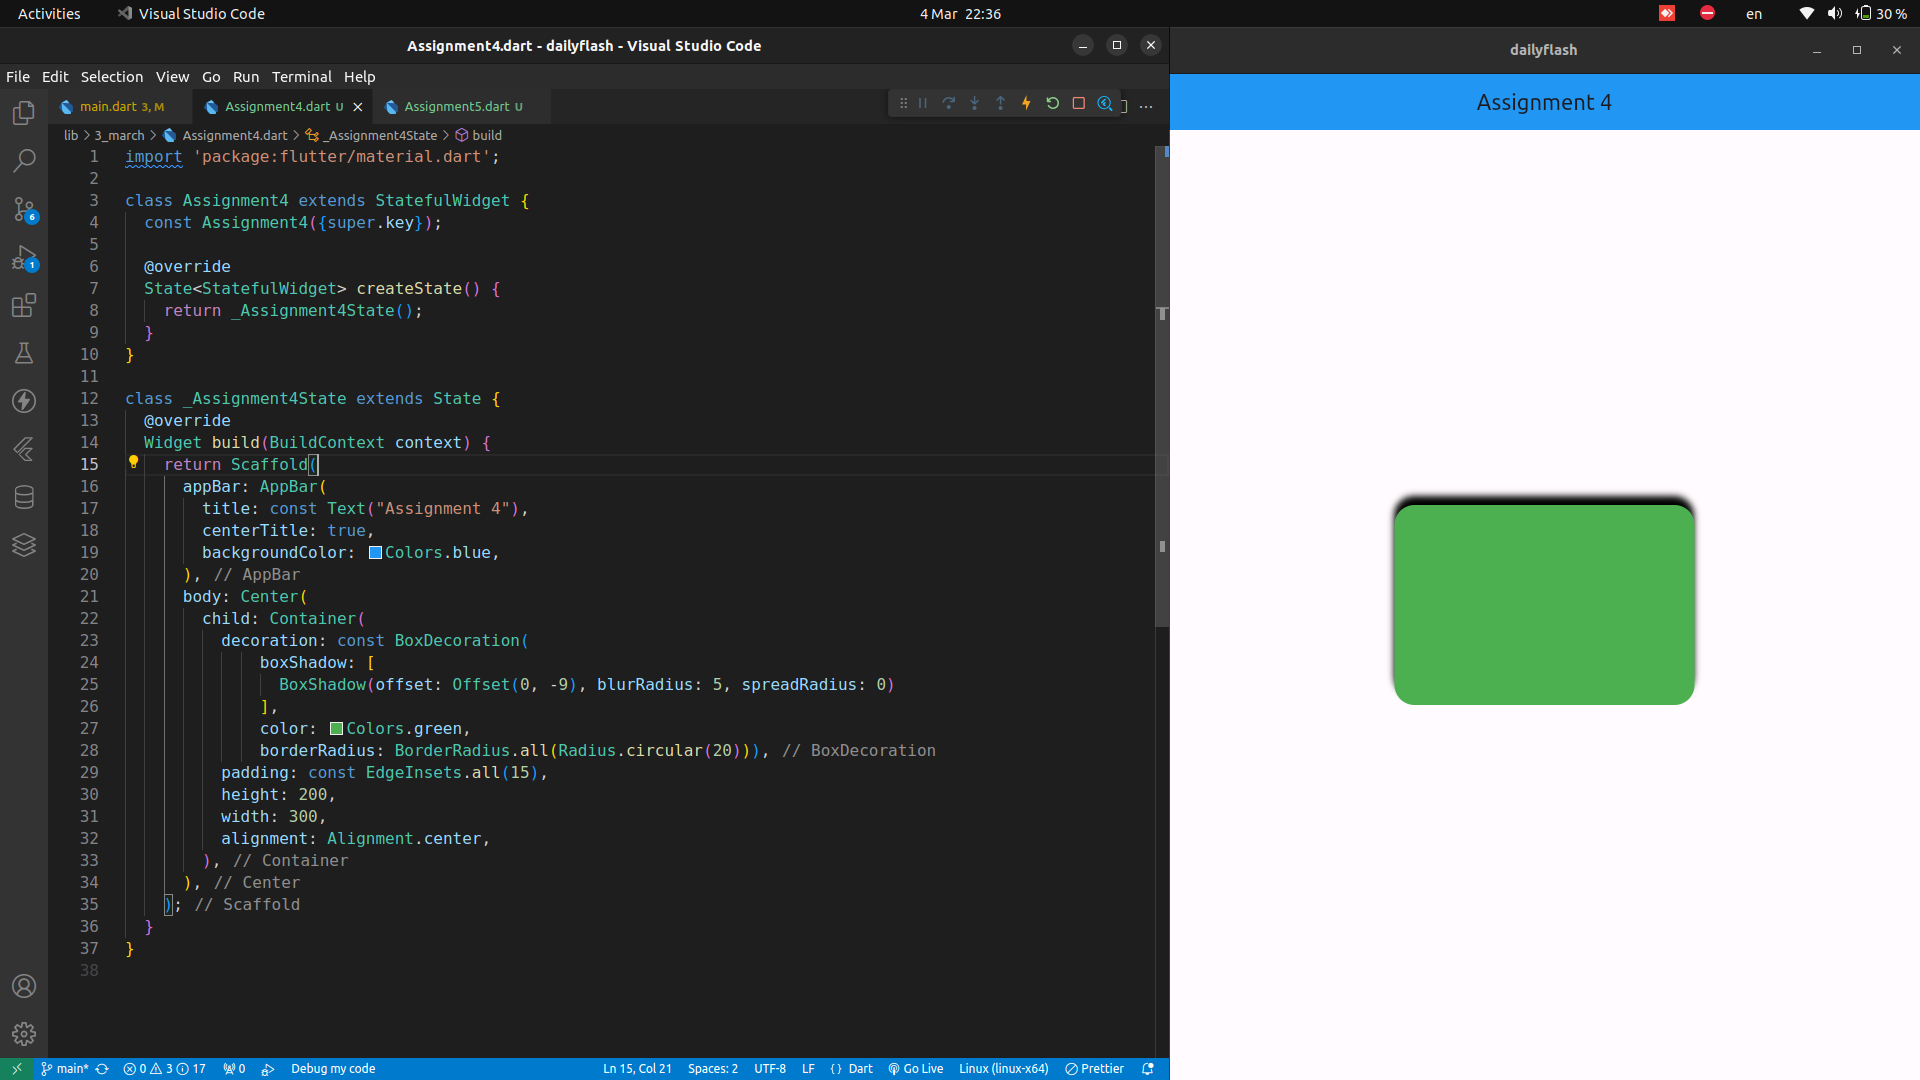 Activities
Visual Studio Code
4 Mar 22:36
en
30 %
Assignment4.dart - dailyflash - Visual Studio Code
File Edit Selection View Go Run Terminal Help
main.dart 3, M
Assignment4.dart U
Assignment5.dart U
lib > 3_march > Assignment4.dart > _Assignment4State > build
1 import 'package:flutter/material.dart';
2
3 class Assignment4 extends StatefulWidget {
4 const Assignment4({super.key});
5
6 @override
7 State<StatefulWidget> createState() {
8 return _Assignment4State();
9 }
10 }
11
12 class _Assignment4State extends State {
13 @override
14 Widget build(BuildContext context) {
15 return Scaffold(
16 appBar: AppBar(
17 title: const Text("Assignment 4"),
18 centerTitle: true,
19 backgroundColor: Colors.blue,
20 ), // AppBar
21 body: Center(
22 child: Container(
23 decoration: const BoxDecoration(
24 boxShadow: [
25 BoxShadow(offset: Offset(0, -9), blurRadius: 5, spreadRadius: 0)
26 ],
27 color: Colors.green,
28 borderRadius: BorderRadius.all(Radius.circular(20))), // BoxDecoration
29 padding: const EdgeInsets.all(15),
30 height: 200,
31 width: 300,
32 alignment: Alignment.center,
33 ), // Container
34 ), // Center
35 ); // Scaffold
36 }
37 }
38
6
1
main* 0 3 17 0 Debug my code
Ln 15, Col 21 Spaces: 2 UTF-8 LF { } Dart Go Live Linux (linux-x64) Prettier
dailyflash
Assignment 4